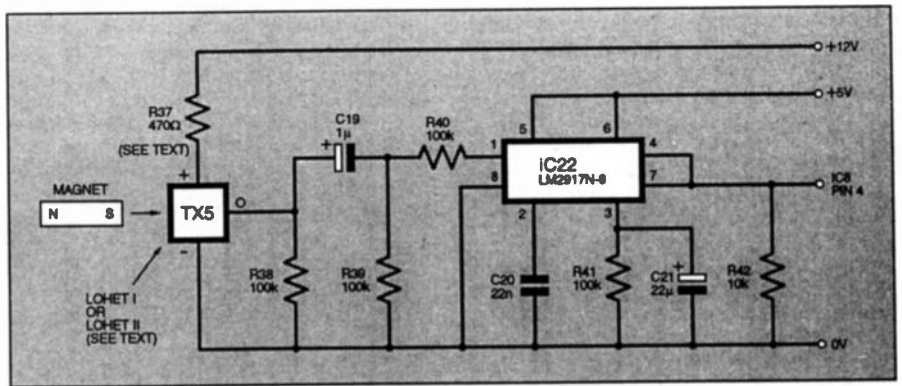 +12V
+5V
R37
470Ω
(SEE TEXT)
C19
1µ
+
R40
100k
5
6
1
8
iC22
LM2917N-8
4
7
IC8
PIN 4
MAGNET
N S
+
TX5
O
-
2
3
R38
100k
R39
100k
C20
22n
R41
100k
C21
22µ
+
R42
10k
LOHET I
OR
LOHET II
(SEE TEXT)
0V